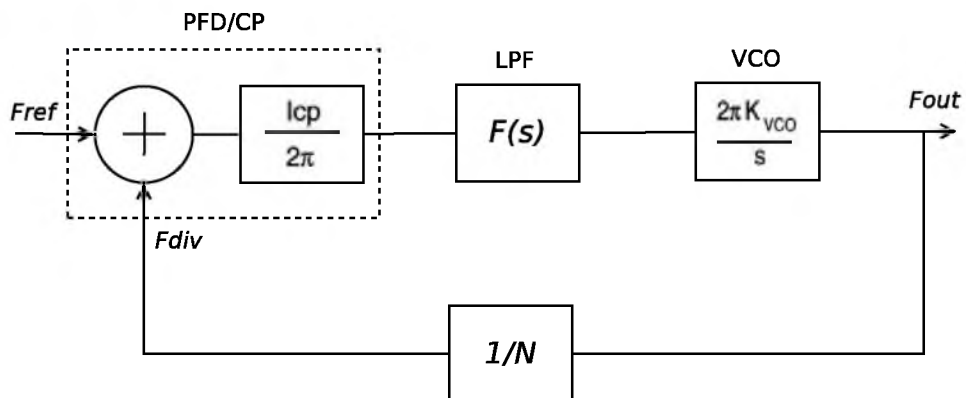 PFD/CP
LPF
VCO
Fref
+
Icp
2π
F(s)
2πK_VCO
s
Fout
Fdiv
1/N